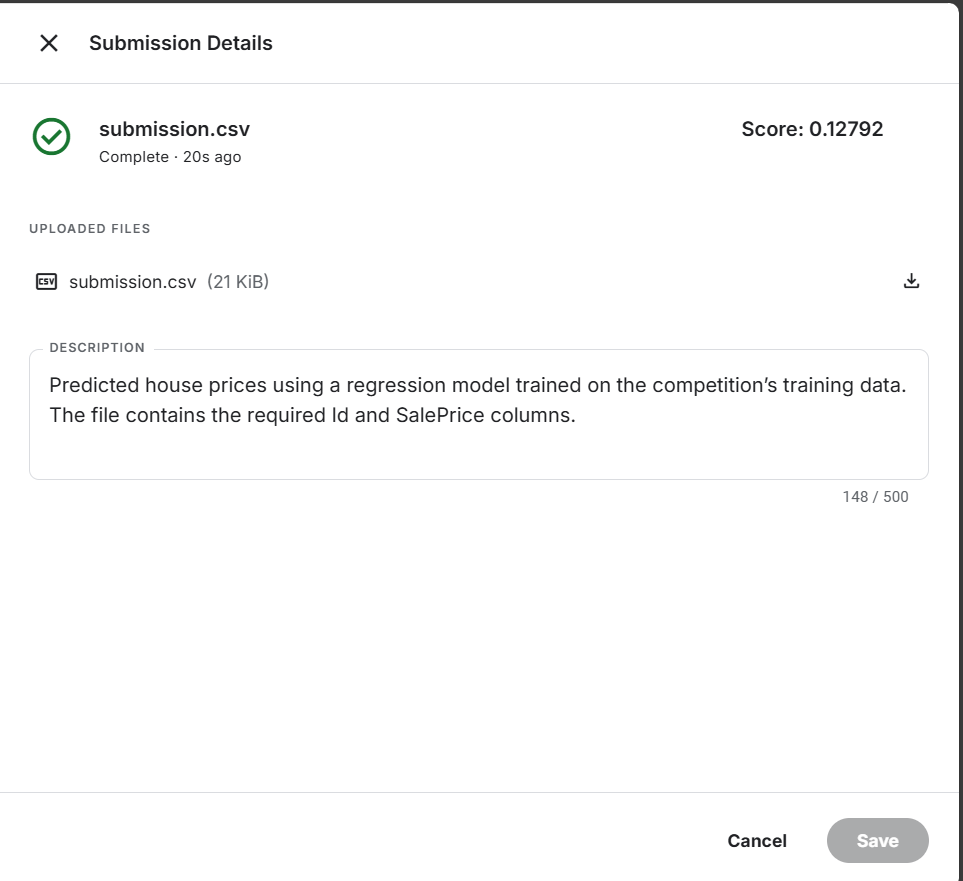 Submission Details
submission.csv
Score: 0.12792
Complete · 20s ago
UPLOADED FILES
CSV
submission.csv (21 KiB)
DESCRIPTION
Predicted house prices using a regression model trained on the competition’s training data.
The file contains the required Id and SalePrice columns.
148 / 500
Cancel
Save